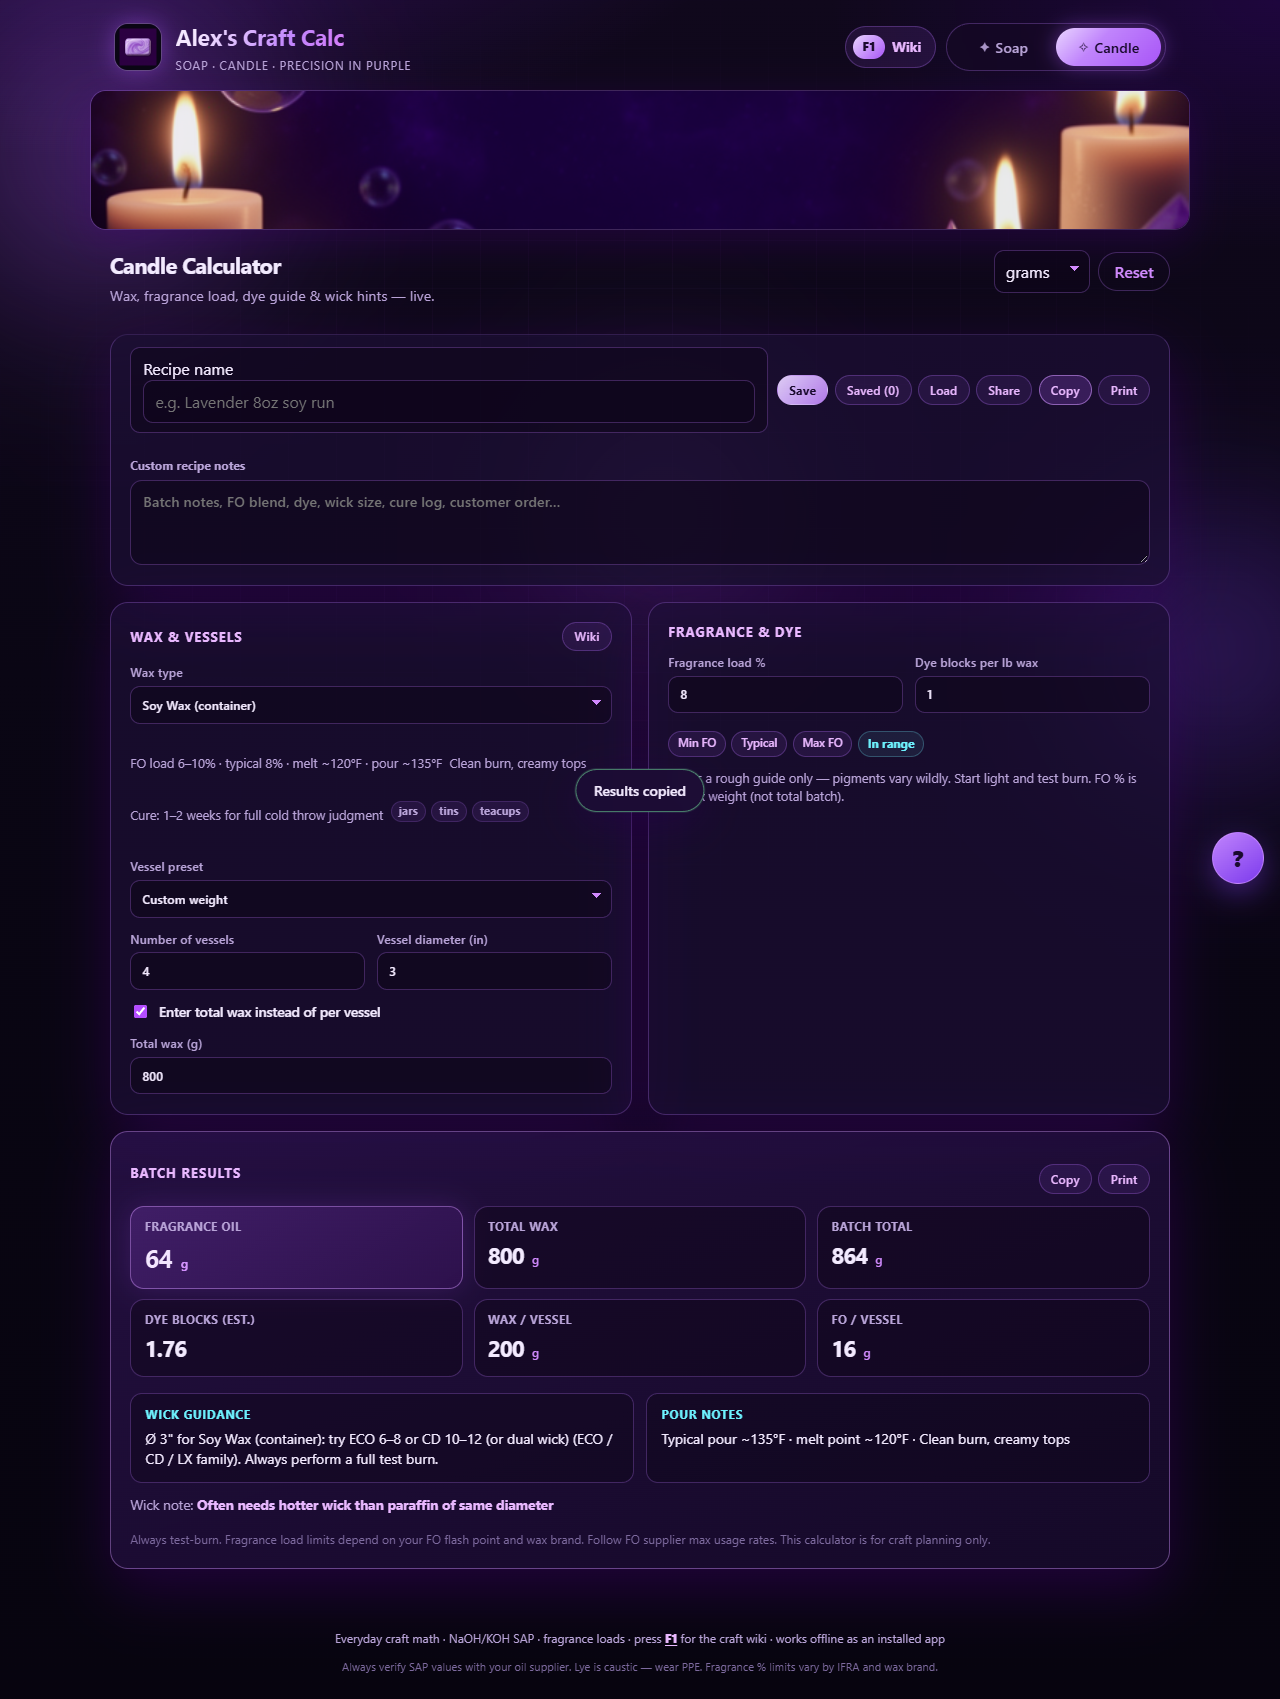 Alex's Craft Calc
SOAP · CANDLE · PRECISION IN PURPLE
F1 Wiki
✦ Soap
✧ Candle
Candle Calculator
Wax, fragrance load, dye guide & wick hints — live.
grams
Reset
Recipe name
e.g. Lavender 8oz soy run
Save
Saved (0)
Load
Share
Copy
Print
Custom recipe notes
Batch notes, FO blend, dye, wick size, cure log, customer order...
WAX & VESSELS
Wiki
Wax type
Soy Wax (container)
FO load 6–10% · typical 8% · melt ~120°F · pour ~135°F Clean burn, creamy tops
Cure: 1–2 weeks for full cold throw judgment jars tins teacups
Vessel preset
Custom weight
Number of vessels
Vessel diameter (in)
4
3
Enter total wax instead of per vessel
Total wax (g)
800
FRAGRANCE & DYE
Fragrance load %
Dye blocks per lb wax
8
1
Min FO
Typical
Max FO
In range
a rough guide only — pigments vary wildly. Start light and test burn. FO % is
weight (not total batch).
Results copied
?
BATCH RESULTS
Copy
Print
FRAGRANCE OIL
64 g
TOTAL WAX
800 g
BATCH TOTAL
864 g
DYE BLOCKS (EST.)
1.76
WAX / VESSEL
200 g
FO / VESSEL
16 g
WICK GUIDANCE
Ø 3" for Soy Wax (container): try ECO 6–8 or CD 10–12 (or dual wick) (ECO /
CD / LX family). Always perform a full test burn.
POUR NOTES
Typical pour ~135°F · melt point ~120°F · Clean burn, creamy tops
Wick note: Often needs hotter wick than paraffin of same diameter
Always test-burn. Fragrance load limits depend on your FO flash point and wax brand. Follow FO supplier max usage rates. This calculator is for craft planning only.
Everyday craft math · NaOH/KOH SAP · fragrance loads · press F1 for the craft wiki · works offline as an installed app
Always verify SAP values with your oil supplier. Lye is caustic — wear PPE. Fragrance % limits vary by IFRA and wax brand.